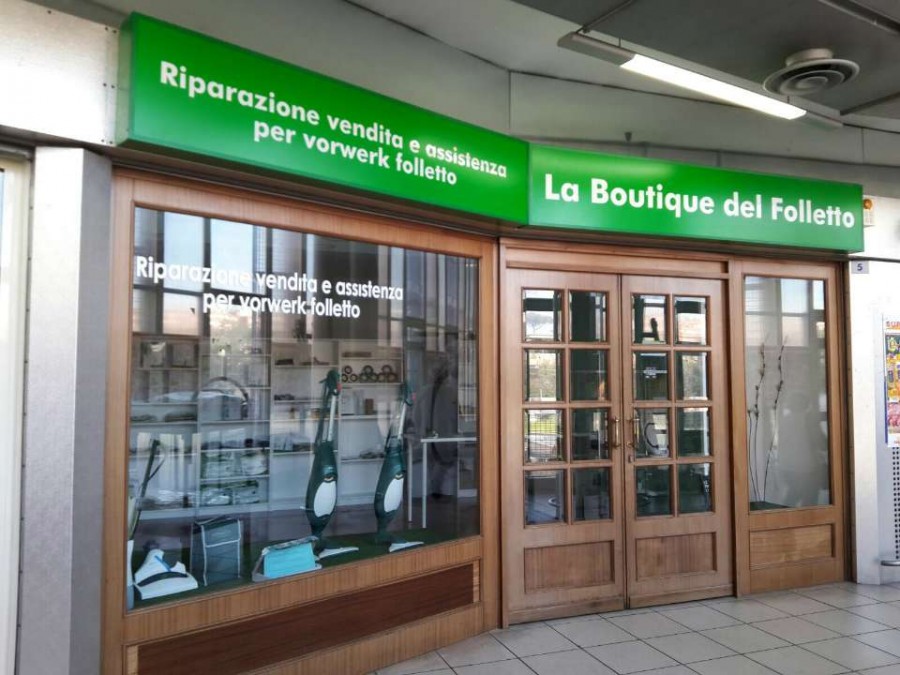 Riparazione vendita e assistenza
per vorwerk folletto
La Boutique del Folletto
Riparazione vendita e assistenza
per vorwerk folletto
5